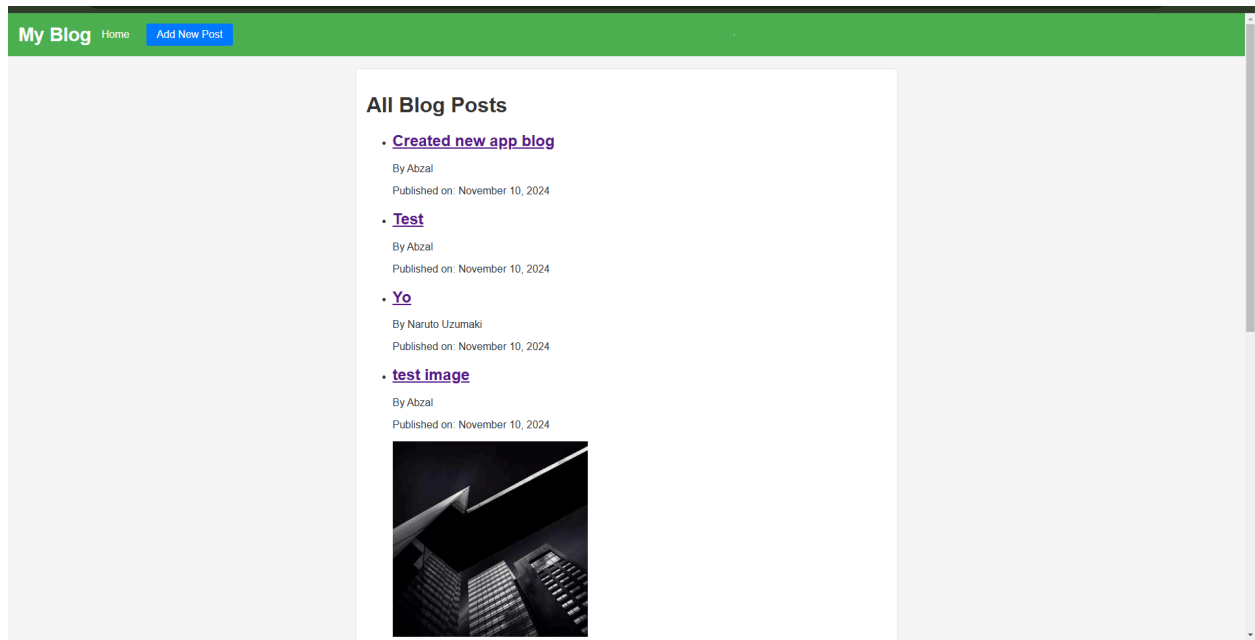 My Blog Home Add New Post
All Blog Posts
Created new app blog
By Abzal
Published on: November 10, 2024
Test
By Abzal
Published on: November 10, 2024
Yo
By Naruto Uzumaki
Published on: November 10, 2024
test image
By Abzal
Published on: November 10, 2024